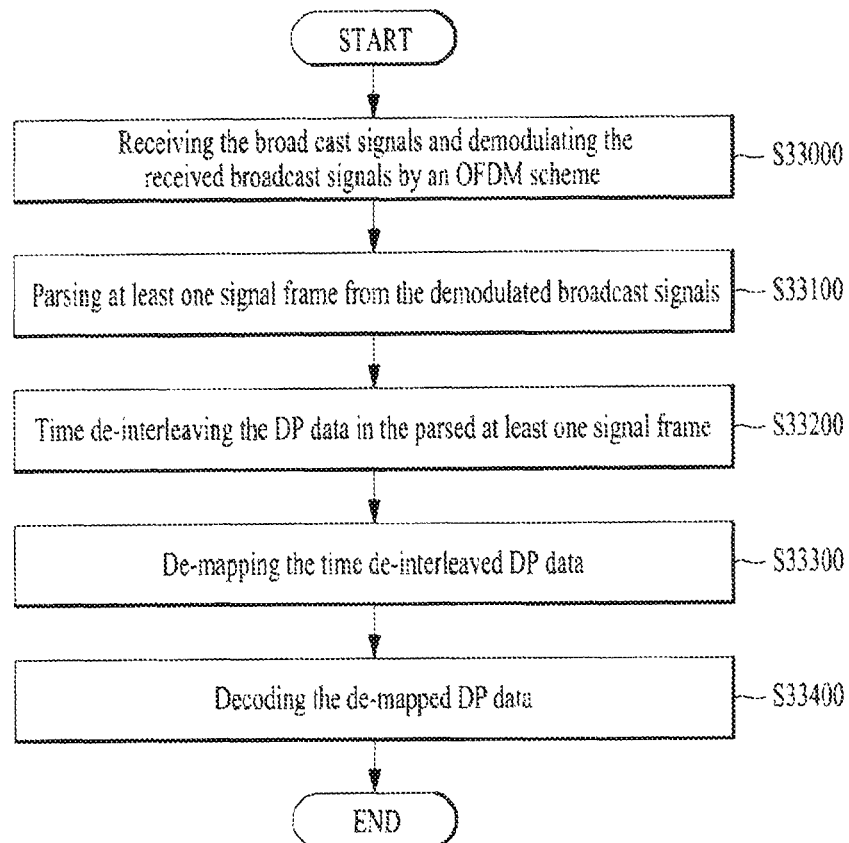 START
Receiving the broad cast signals and demodulating the
received broadcast signals by an OFDM scheme
S33000
Parsing at least one signal frame from the demodulated broadcast signals
S33100
Time de-interleaving the DP data in the parsed at least one signal frame
S33200
De-mapping the time de-interleaved DP data
S33300
Decoding the de-mapped DP data
S33400
END